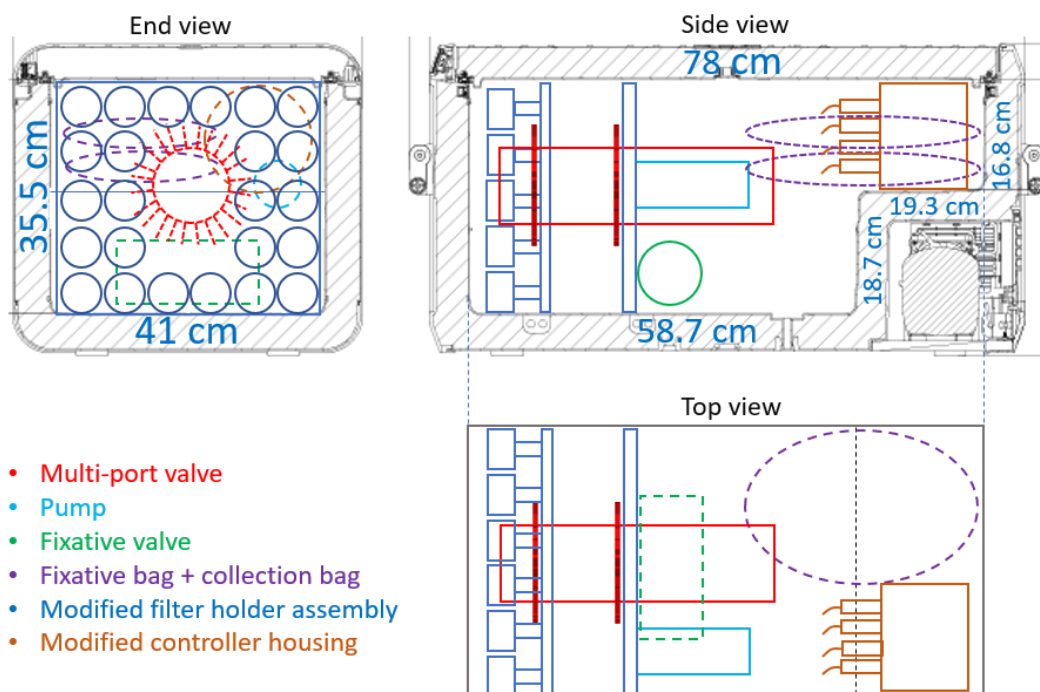 End view
Side view
78 cm
35.5 cm
16.8 cm
19.3 cm
18.7 cm
41 cm
58.7 cm
Top view
• Multi-port valve
• Pump
• Fixative valve
• Fixative bag + collection bag
• Modified filter holder assembly
• Modified controller housing